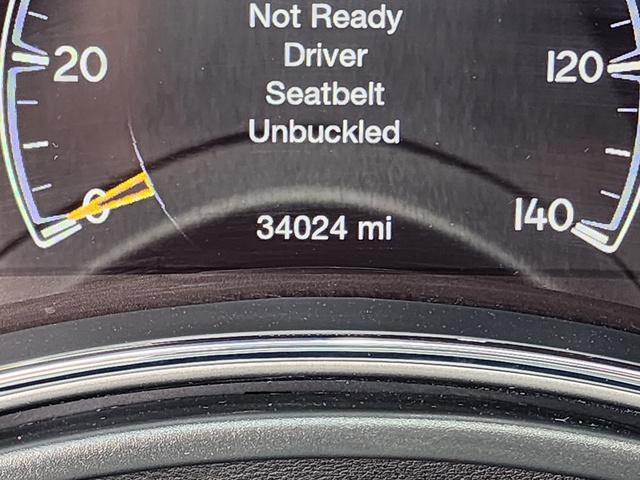 Not Ready
Driver
20
120
Seatbelt
Unbuckled
0
34024 mi
140